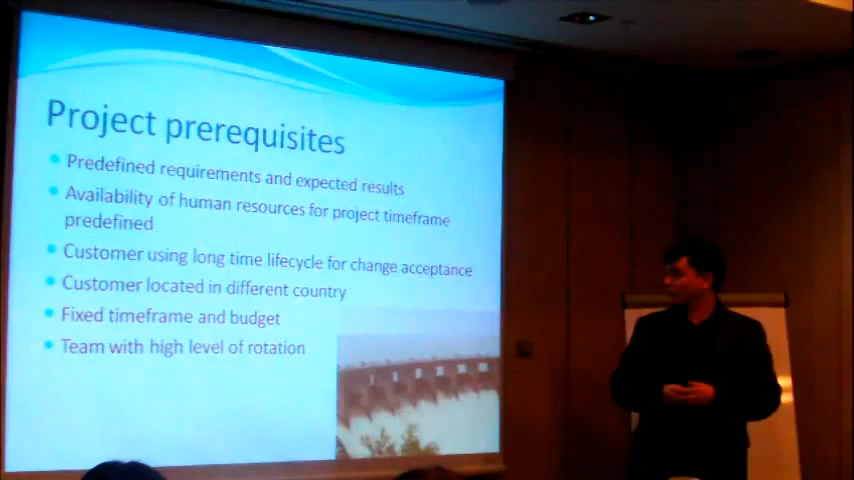 Project prerequisites
Predefined requirements and expected results
Availability of human resources for project timeframe
predefined
Customer using long time lifecycle for change acceptance
Customer located in different country
Fixed timeframe and budget
Team with high level of rotation